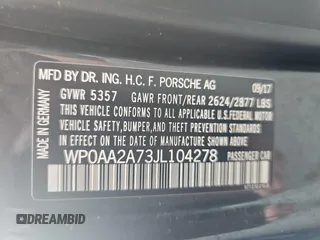 MFD BY DR. ING. H.C. F. PORSCHE AG
GVWR 5357 GAWR FRONT/REAR 2624/2877 LBS
09/17
MADE IN GERMANY
THIS VEHICLE CONFORMS TO ALL APPLICABLE U.S. FEDERAL MOTOR
VEHICLE SAFETY, BUMPER, AND THEFT PREVENTION STANDARDS
IN EFFECT ON THE DATE OF MANUFACTURE SHOWN ABOVE.
WP0AA2A73JL104278 PASSENGER CAR
DREAMBID